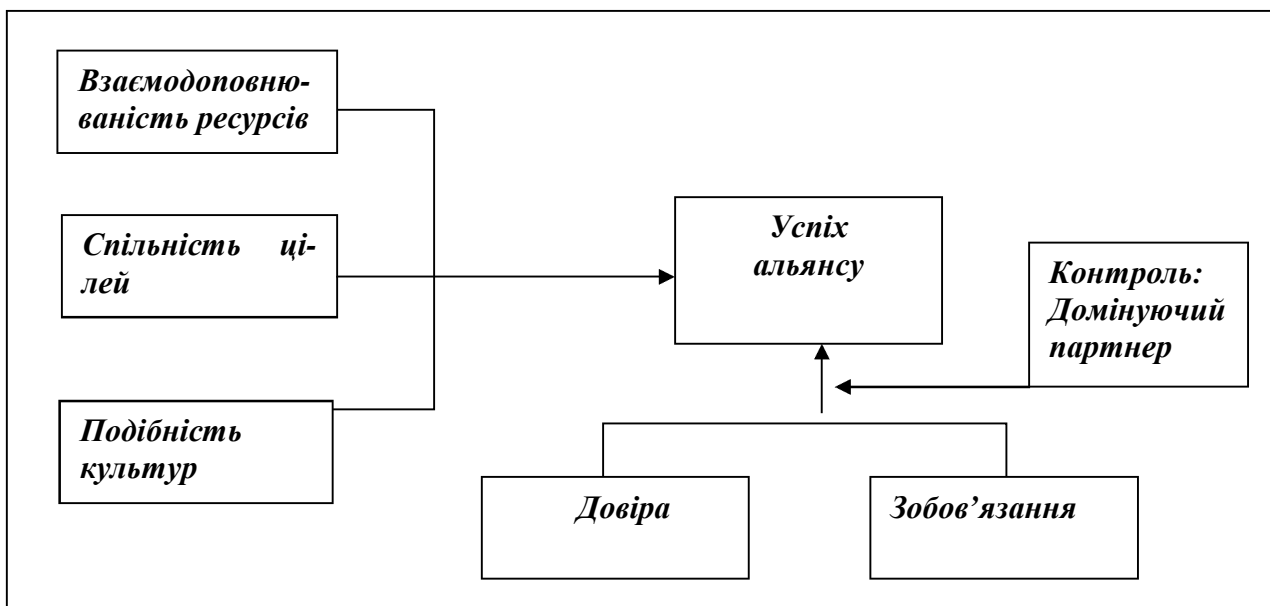 Взаємодоповню-
ваність ресурсів
Спільність ці-
лей
Подібність
культур
Успіх
альянсу
Контроль:
Домінуючий
партнер
Довіра
Зобов’язання